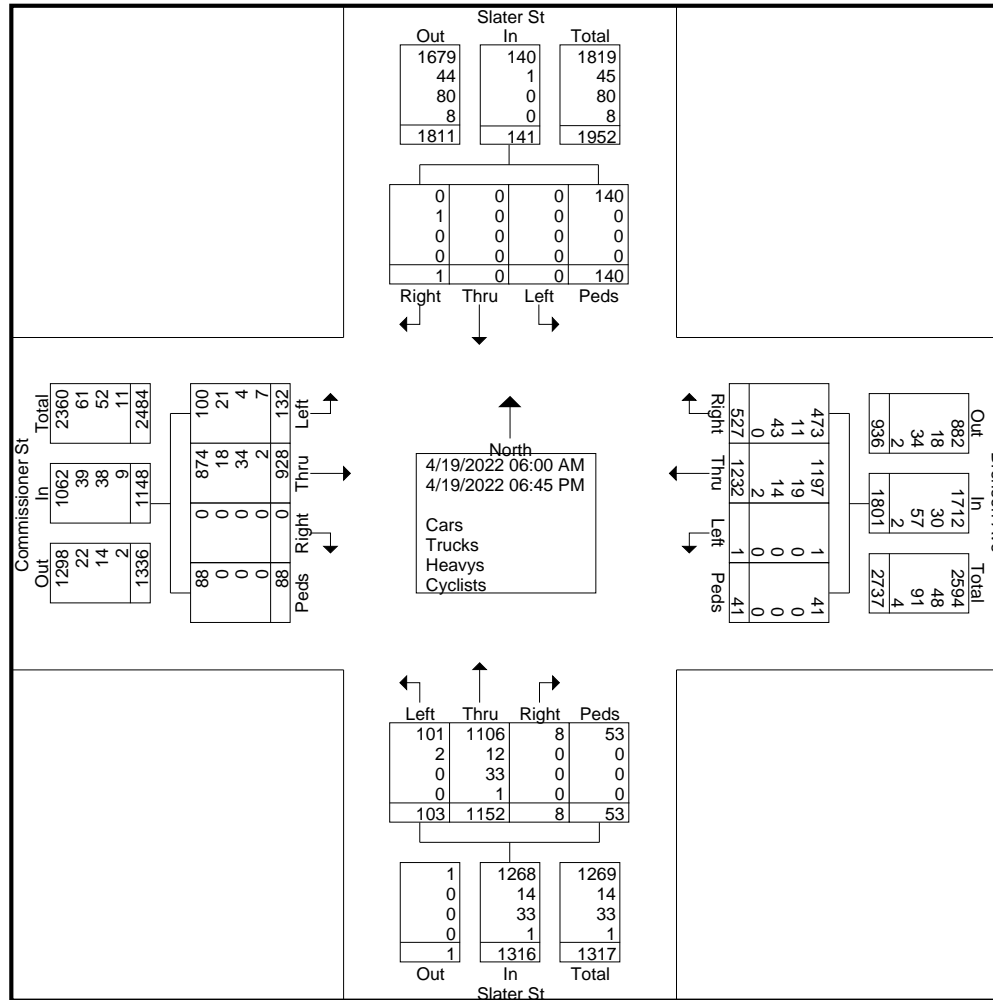 Slater St
Out In Total
1679 140 1819
44 1 45
80 0 80
8 0 8
1811 141 1952
0 0 0 140
1 0 0 0
0 0 0 0
0 0 0 0
1 0 0 140
Right Thru Left Peds
Commissioner St
Total In Out
2360 1062 1298
61 39 22
52 38 14
11 9 2
2484 1148 1336
100 874 0 88
21 18 0 0
4 34 0 0
7 2 0 0
132 928 0 88
Left Thru Right Peds
North
4/19/2022 06:00 AM
4/19/2022 06:45 PM
Cars
Trucks
Heavys
Cyclists
Right Thru Left Peds
473 1197 1 41
11 19 0 0
43 14 0 0
0 2 0 0
527 1232 1 41
Out In Total
882 1712 2594
18 30 48
34 57 91
2 2 4
936 1801 2737
Left Thru Right Peds
101 1106 8 53
2 12 0 0
0 33 0 0
0 1 0 0
103 1152 8 53
1 1268 1269
0 14 14
0 33 33
0 1 1
1 1316 1317
Out In Total
Slater St